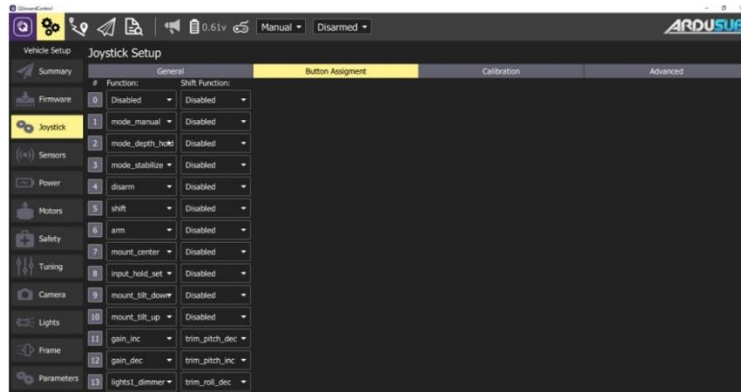 QGroundControl
0.61v Manual Disarmed ARDUSUB
Vehicle Setup
Joystick Setup
Summary
Firmware
Joystick
Sensors
Power
Motors
Safety
Tuning
Camera
Lights
Frame
Parameters
General Button Assigment Calibration Advanced
# Function: Shift Function:
0 Disabled Disabled
1 mode_manual Disabled
2 mode_depth_hold Disabled
3 mode_stabilize Disabled
4 disarm Disabled
5 shift Disabled
6 arm Disabled
7 mount_center Disabled
8 input_hold_set Disabled
9 mount_tilt_down Disabled
10 mount_tilt_up Disabled
11 gain_inc trim_pitch_dec
12 gain_dec trim_pitch_inc
13 lights1_dimmer trim_roll_dec